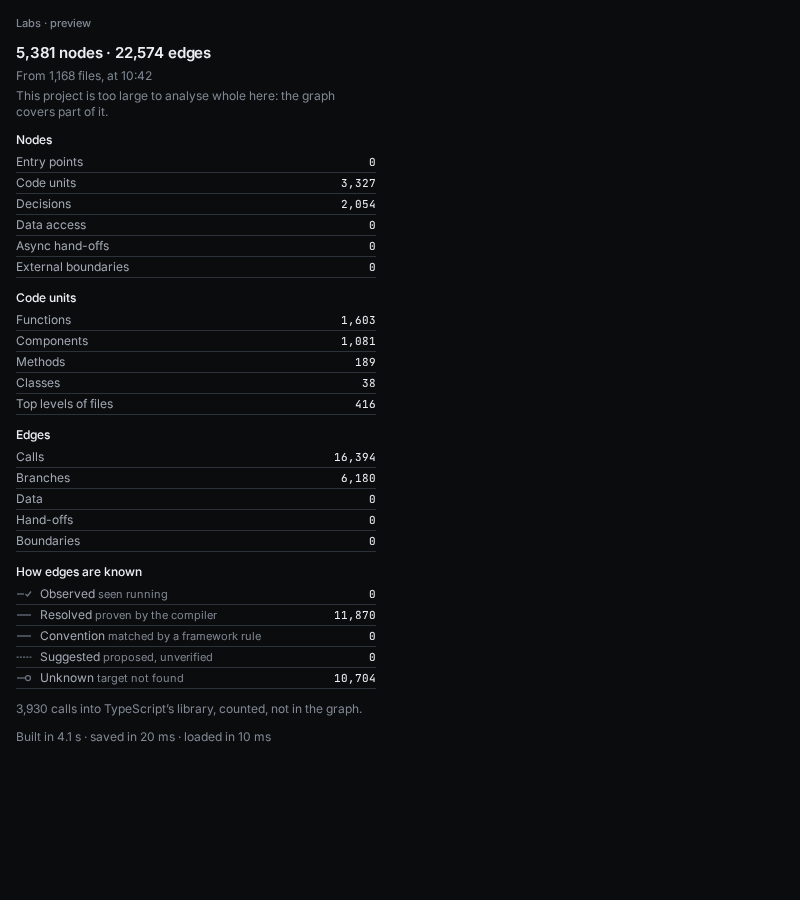 Labs · preview
5,381 nodes · 22,574 edges
From 1,168 files, at 10:42
This project is too large to analyse whole here: the graph
covers part of it.
Nodes
Entry points 0
Code units 3,327
Decisions 2,054
Data access 0
Async hand-offs 0
External boundaries 0
Code units
Functions 1,603
Components 1,081
Methods 189
Classes 38
Top levels of files 416
Edges
Calls 16,394
Branches 6,180
Data 0
Hand-offs 0
Boundaries 0
How edges are known
Observed seen running 0
Resolved proven by the compiler 11,870
Convention matched by a framework rule 0
Suggested proposed, unverified 0
Unknown target not found 10,704
3,930 calls into TypeScript’s library, counted, not in the graph.
Built in 4.1 s · saved in 20 ms · loaded in 10 ms